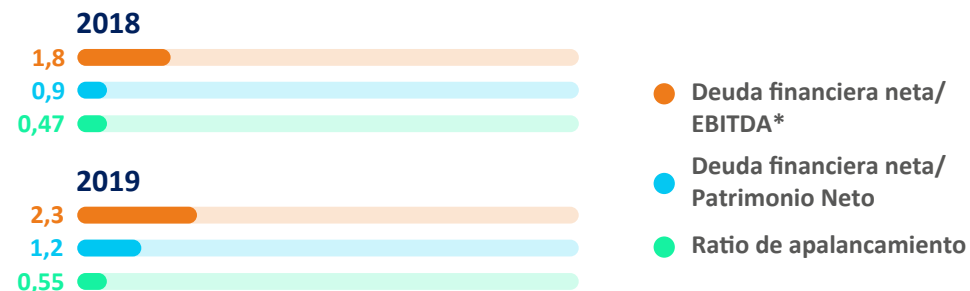 2018
1,8
0,9
0,47
2019
2,3
1,2
0,55
Deuda financiera neta/
EBITDA*
Deuda financiera neta/
Patrimonio Neto
Ratio de apalancamiento